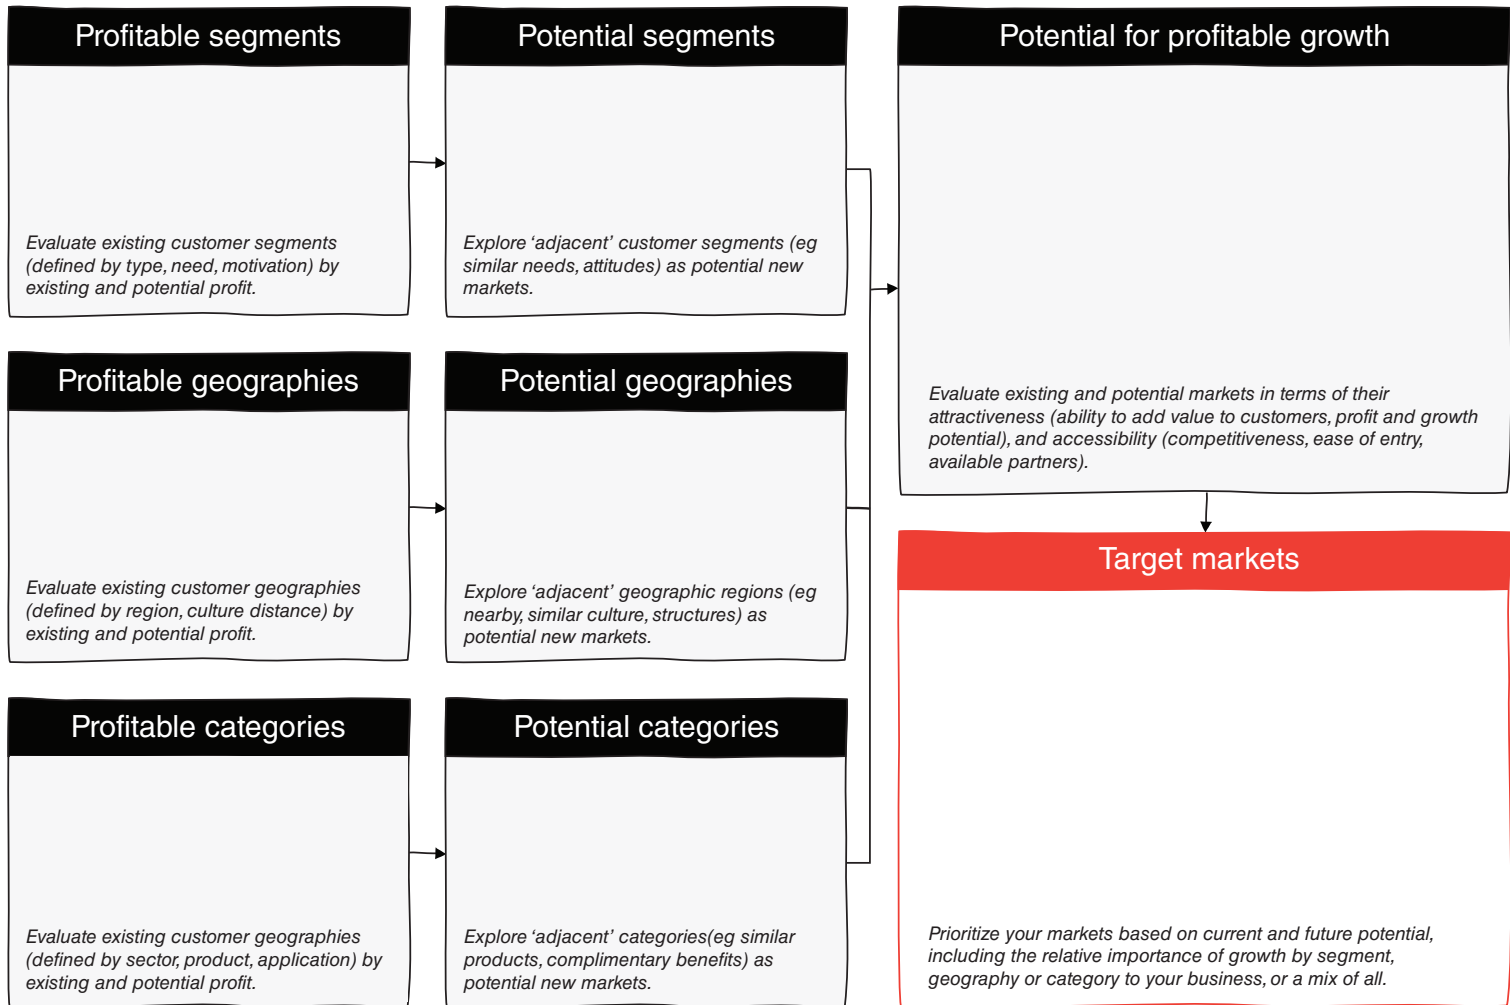 Profitable segments
Evaluate existing customer segments
(defined by type, need, motivation) by
existing and potential profit.
Potential segments
Explore ‘adjacent’ customer segments (eg
similar needs, attitudes) as potential new
markets.
Profitable geographies
Evaluate existing customer geographies
(defined by region, culture distance) by
existing and potential profit.
Potential geographies
Explore ‘adjacent’ geographic regions (eg
nearby, similar culture, structures) as
potential new markets.
Profitable categories
Evaluate existing customer geographies
(defined by sector, product, application) by
existing and potential profit.
Potential categories
Explore ‘adjacent’ categories(eg similar
products, complimentary benefits) as
potential new markets.
Potential for profitable growth
Evaluate existing and potential markets in terms of their
attractiveness (ability to add value to customers, profit and growth
potential), and accessibility (competitiveness, ease of entry,
available partners).
Target markets
Prioritize your markets based on current and future potential,
including the relative importance of growth by segment,
geography or category to your business, or a mix of all.